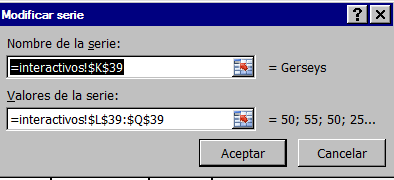 Modificar serie
Nombre de la serie:
=interactivos!$K$39 = Gerseys
Valores de la serie:
=interactivos!$L$39:$Q$39 = 50; 55; 50; 25...
Aceptar Cancelar